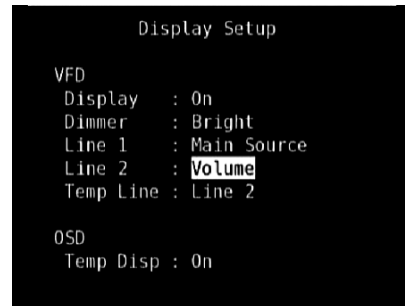 Display Setup
VFD
Display : On
Dimmer : Bright
Line 1 : Main Source
Line 2 : Volume
Temp Line : Line 2
OSD
Temp Disp : On